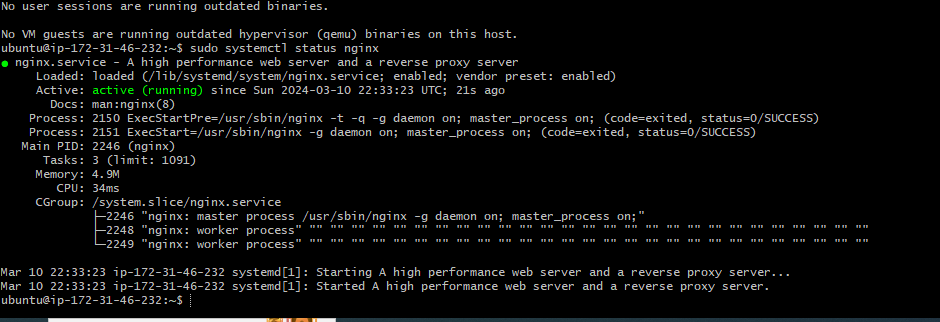 No user sessions are running outdated binaries.
No VM guests are running outdated hypervisor (qemu) binaries on this host.
ubuntu@ip-172-31-46-232:~$ sudo systemctl status nginx
● nginx.service - A high performance web server and a reverse proxy server
Loaded: loaded (/lib/systemd/system/nginx.service; enabled; vendor preset: enabled)
Active: active (running) since Sun 2024-03-10 22:33:23 UTC; 21s ago
Docs: man:nginx(8)
Process: 2150 ExecStartPre=/usr/sbin/nginx -t -q -g daemon on; master_process on; (code=exited, status=0/SUCCESS)
Process: 2151 ExecStart=/usr/sbin/nginx -g daemon on; master_process on; (code=exited, status=0/SUCCESS)
Main PID: 2246 (nginx)
Tasks: 3 (limit: 1091)
Memory: 4.9M
CPU: 34ms
CGroup: /system.slice/nginx.service
├─2246 "nginx: master process /usr/sbin/nginx -g daemon on; master_process on;"
├─2248 "nginx: worker process" "" "" "" "" "" "" "" "" "" "" "" "" "" "" "" "" "" "" "" "" "" "" "" "" "" "" ""
└─2249 "nginx: worker process" "" "" "" "" "" "" "" "" "" "" "" "" "" "" "" "" "" "" "" "" "" "" "" "" "" "" ""
Mar 10 22:33:23 ip-172-31-46-232 systemd[1]: Starting A high performance web server and a reverse proxy server...
Mar 10 22:33:23 ip-172-31-46-232 systemd[1]: Started A high performance web server and a reverse proxy server.
ubuntu@ip-172-31-46-232:~$